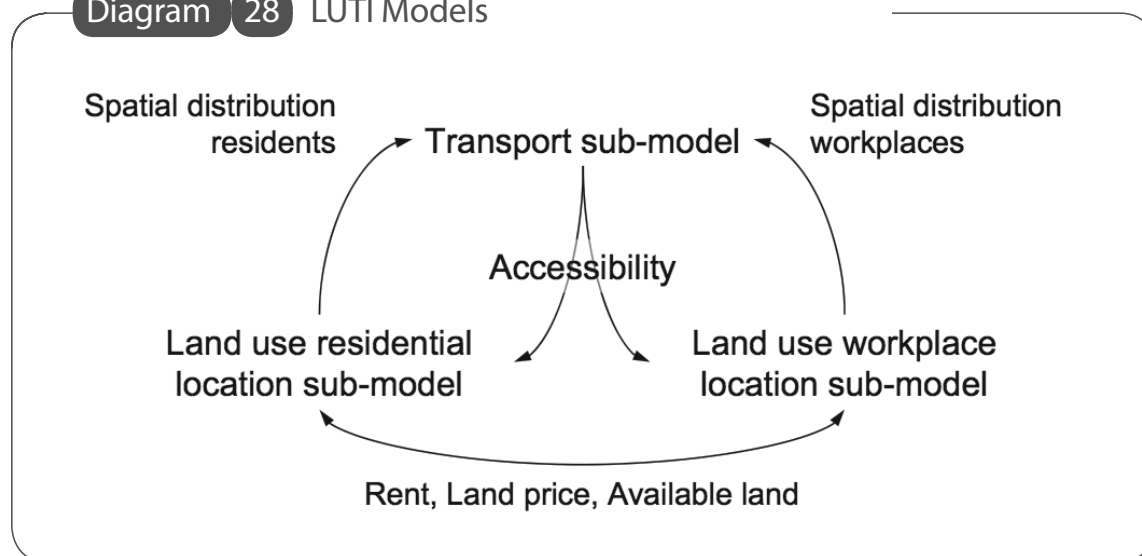 Diagram 28 LUTI Models
Spatial distribution
residents
Spatial distribution
workplaces
Transport sub-model
Accessibility
Land use residential
location sub-model
Land use workplace
location sub-model
Rent, Land price, Available land